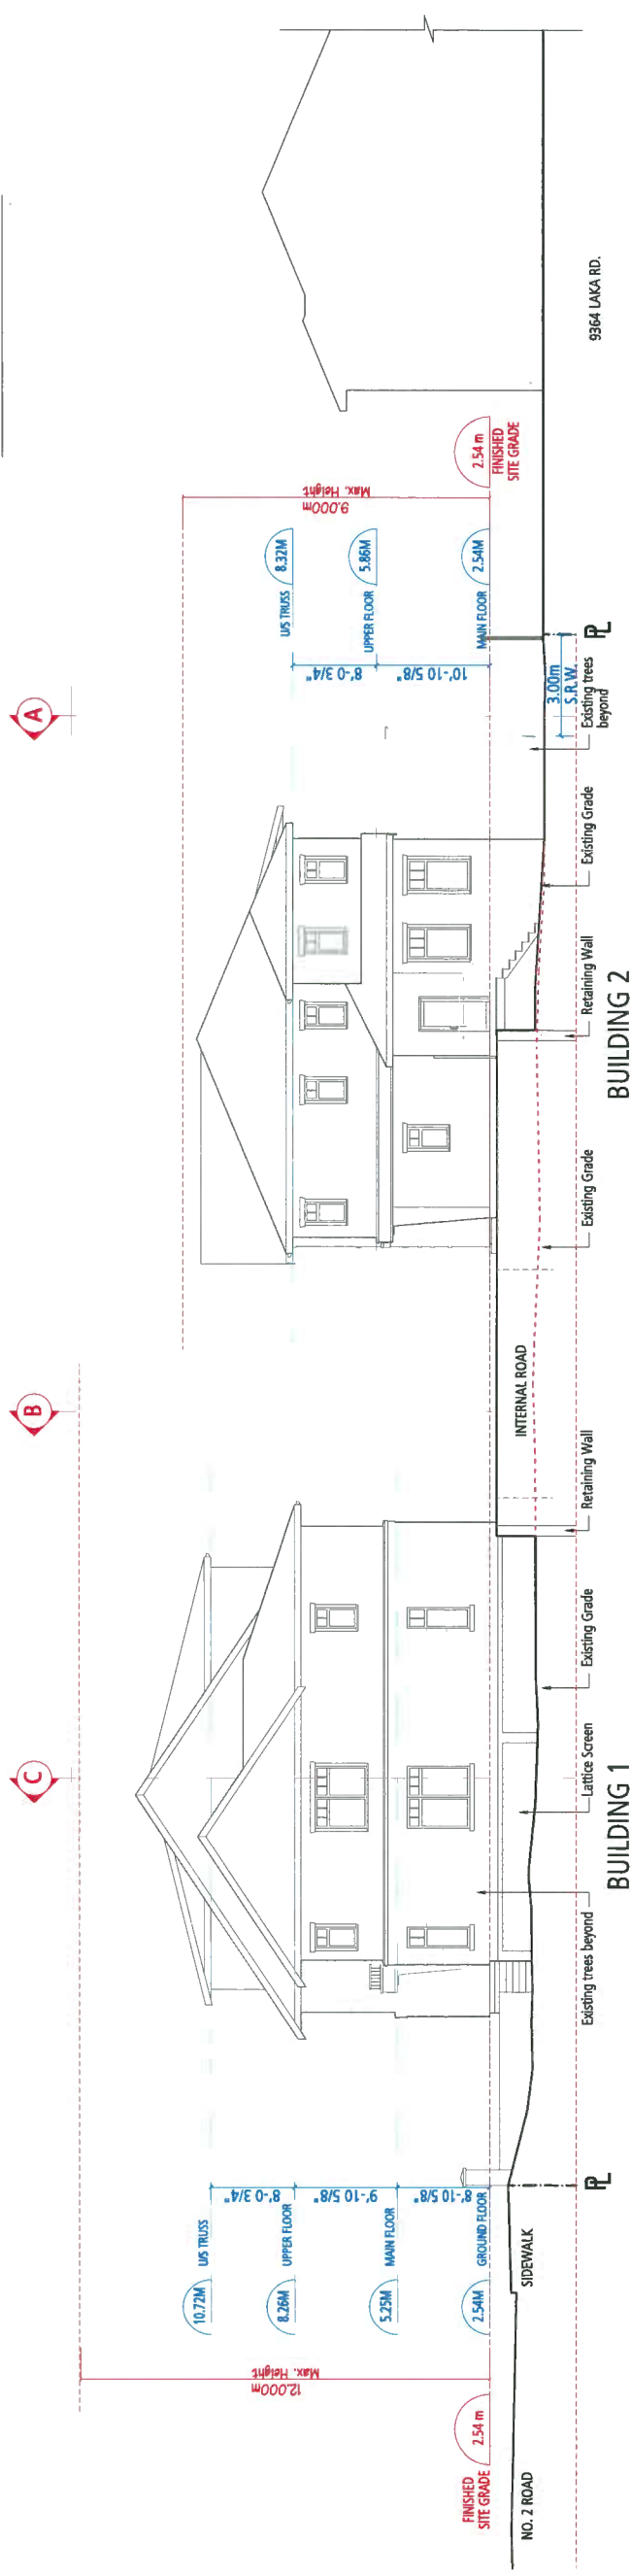 A
B
C
9.000m
Max. Height
12.000m
Max. Height
10.72M
U/S TRUSS
8'-0 3/4"
8.26M
UPPER FLOOR
9'-10 5/8"
5.25M
MAIN FLOOR
8'-10 5/8"
2.54M
GROUND FLOOR
2.54 m
FINISHED
SITE GRADE
NO. 2 ROAD
SIDEWALK
PL
Existing trees beyond
Lattice Screen
Existing Grade
Retaining Wall
BUILDING 1
INTERNAL ROAD
Existing Grade
Retaining Wall
Existing Grade
Existing trees
beyond
BUILDING 2
3.00m
S.R.W.
PL
U/S TRUSS
8.32M
8'-0 3/4"
UPPER FLOOR
5.86M
10'-10 5/8"
MAIN FLOOR
2.54M
2.54 m
FINISHED
SITE GRADE
9364 LAKA RD.